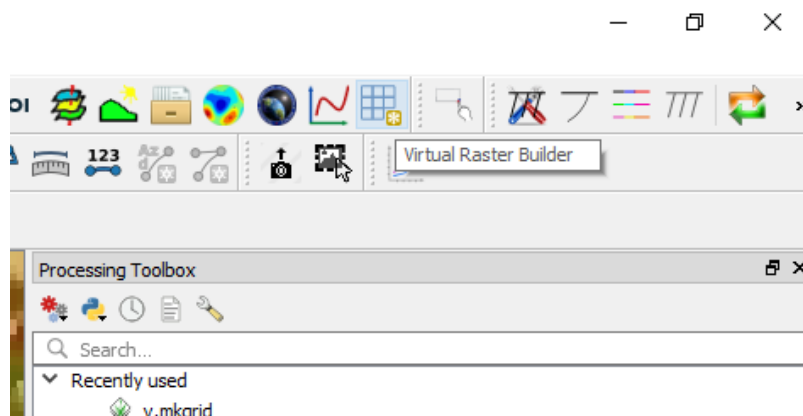 OI
123
Virtual Raster Builder
Processing Toolbox
Search...
Recently used
v.mkgrid